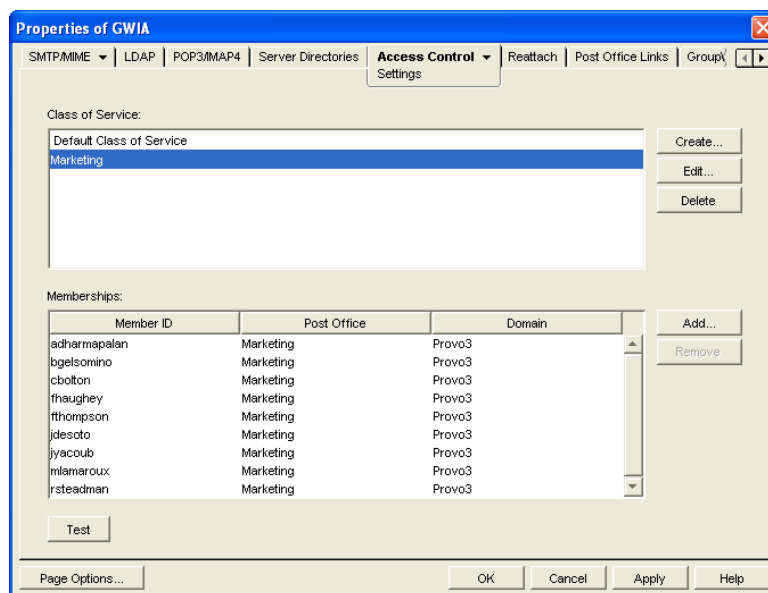 Properties of GWIA
SMTP/MIME LDAP POP3/IMAP4 Server Directories Access Control Reattach Post Office Links GroupW
Settings
Class of Service:
Default Class of Service
Marketing
Create...
Edit...
Delete
Memberships:
Member ID Post Office Domain
adharmapalan Marketing Provo3
bgelsomino Marketing Provo3
cbolton Marketing Provo3
fhaughey Marketing Provo3
fthompson Marketing Provo3
jdesoto Marketing Provo3
jyacoub Marketing Provo3
mlamaroux Marketing Provo3
rsteadman Marketing Provo3
Add...
Remove
Test
Page Options... OK Cancel Apply Help